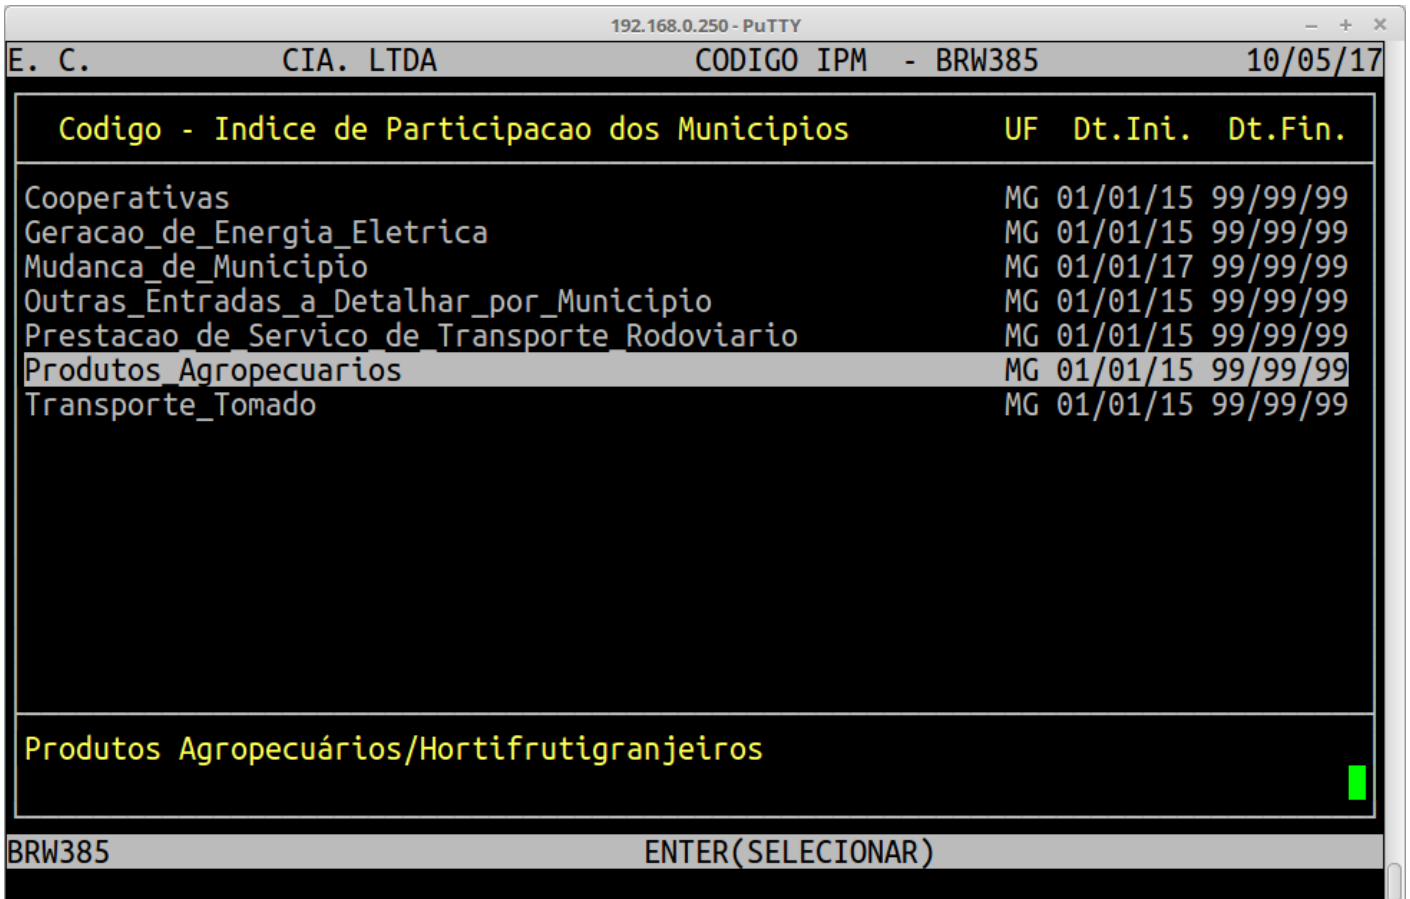 192.168.0.250 - PuTTY
E. C. CIA. LTDA CODIGO IPM - BRW385 10/05/17
Codigo - Indice de Participacao dos Municipios UF Dt.Ini. Dt.Fin.
Cooperativas MG 01/01/15 99/99/99
Geracao_de_Energia_Eletrica MG 01/01/15 99/99/99
Mudanca_de_Municipio MG 01/01/17 99/99/99
Outras_Entradas_a_Detalhar_por_Municipio MG 01/01/15 99/99/99
Prestacao_de_Servico_de_Transporte_Rodoviario MG 01/01/15 99/99/99
Produtos_Agropecuarios MG 01/01/15 99/99/99
Transporte_Tomado MG 01/01/15 99/99/99
Produtos Agropecuários/Hortifrutigranjeiros
BRW385 ENTER(SELECIONAR)